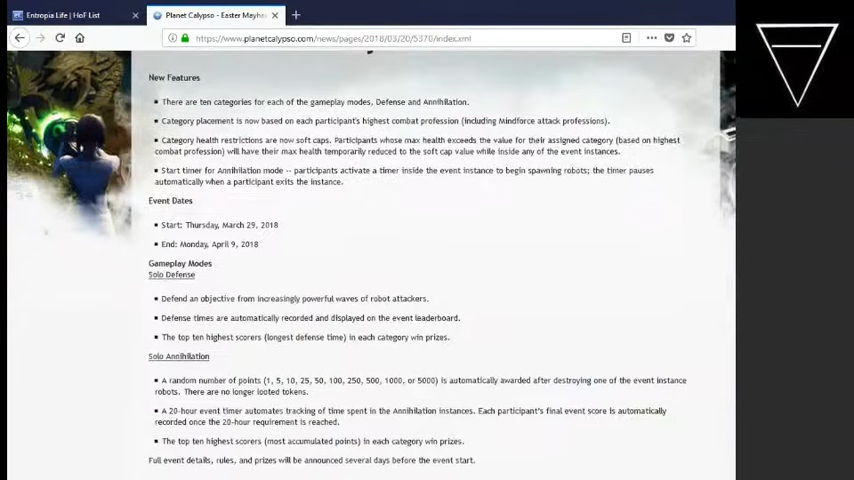 Entropia Life | HoF List
Planet Calypso - Easter Mayhe
https://www.planetcalypso.com/news/pages/2018/03/20/5370/index.xml
New Features
There are ten categories for each of the gameplay modes, Defense and Annihilation.
Category placement is now based on each participant's highest combat profession (including Mindforce attack professions).
Category health restrictions are now soft caps. Participants whose max health exceeds the value for their assigned category (based on highest
combat profession) will have their max health temporarily reduced to the soft cap value while inside any of the event instances.
Start timer for Annihilation mode -- participants activate a timer inside the event instance to begin spawning robots; the timer pauses
automatically when a participant exits the instance.
Event Dates
Start: Thursday, March 29, 2018
End: Monday, April 9, 2018
Gameplay Modes
Solo Defense
Defend an objective from increasingly powerful waves of robot attackers.
Defense times are automatically recorded and displayed on the event leaderboard.
The top ten highest scorers (longest defense time) in each category win prizes.
Solo Annihilation
A random number of points (1, 5, 10, 25, 50, 100, 250, 500, 1000, or 5000) is automatically awarded after destroying one of the event instance
robots. There are no longer looted tokens.
A 20-hour event timer automates tracking of time spent in the Annihilation instances. Each participant's final event score is automatically
recorded once the 20-hour requirement is reached.
The top ten highest scorers (most accumulated points) in each category win prizes.
Full event details, rules, and prizes will be announced several days before the event start.